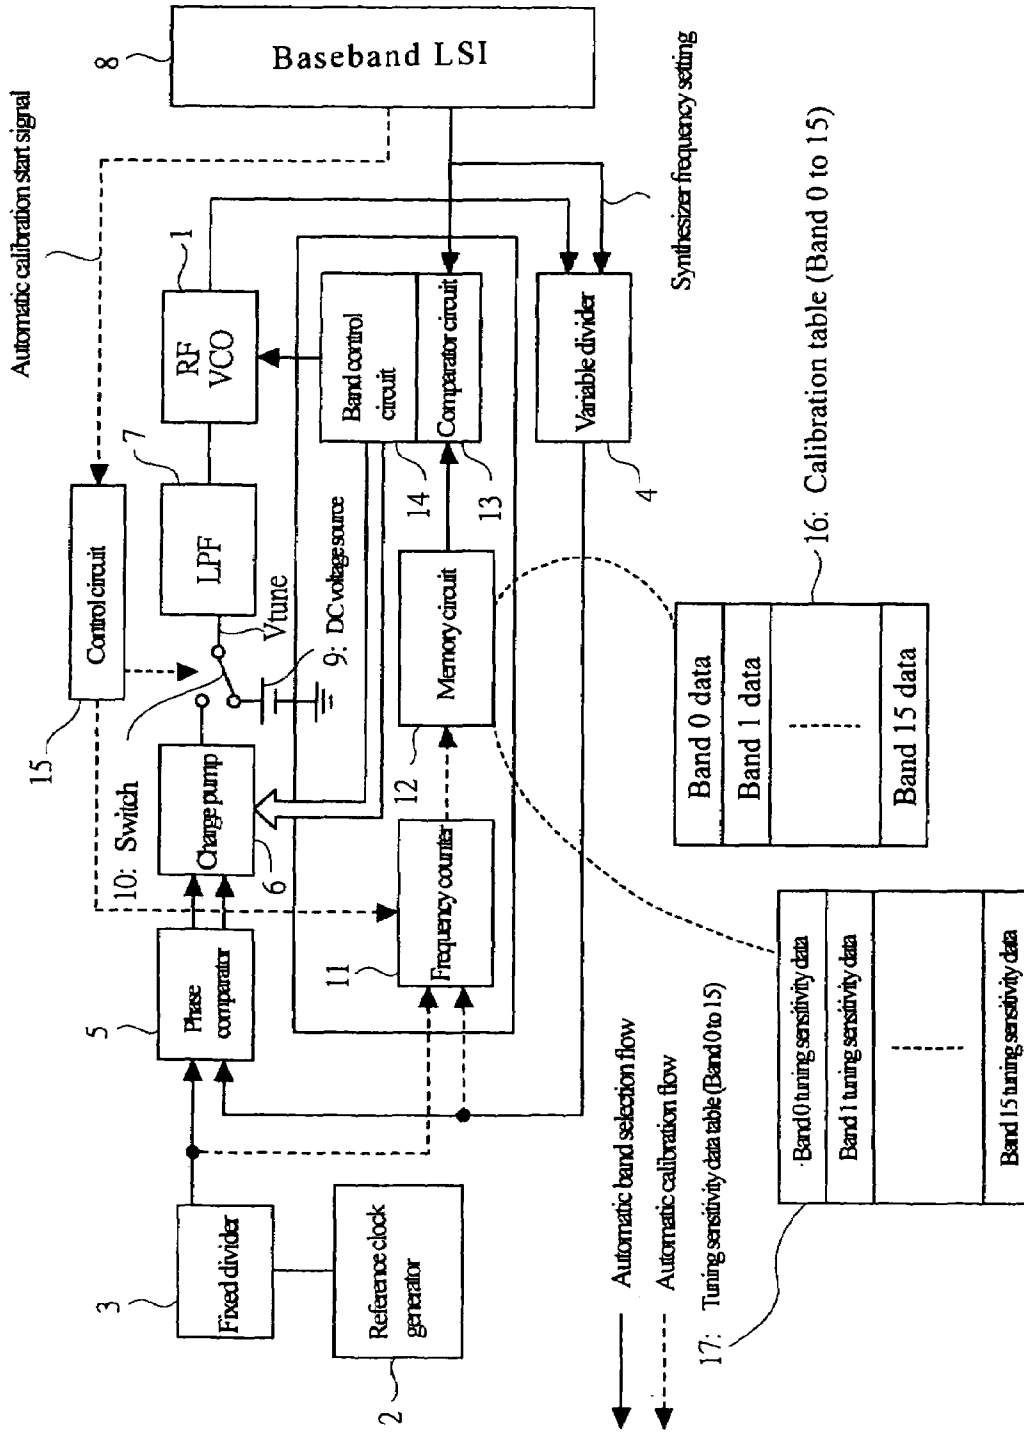 Automatic calibration start signal
8
Baseband LSI
15
Control circuit
1
RF
VCO
7
LPF
Vtune
10: Switch
9: DC voltage source
5
Phase
comparator
6
Charge pump
3
Fixed divider
2
Reference clock
generator
11
Frequency counter
12
Memory circuit
14
Band control
circuit
13
Comparator circuit
4
Variable divider
Synthesizer frequency setting
16: Calibration table (Band 0 to 15)
Band 0 data
Band 1 data
Band 15 data
Automatic band selection flow
Automatic calibration flow
17: Tuning sensitivity data table (Band 0 to 15)
Band 0 tuning sensitivity data
Band 1 tuning sensitivity data
Band 15 tuning sensitivity data